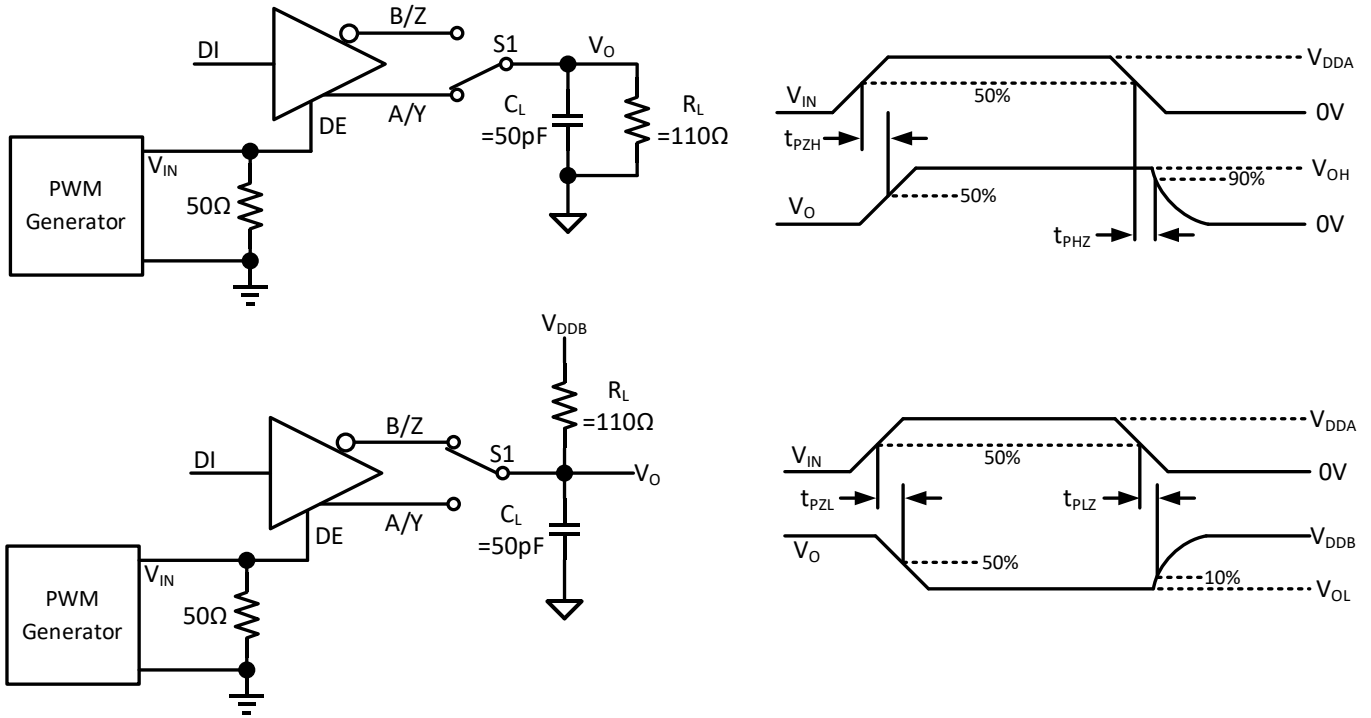 B/Z
DI
S1
V_O
A/Y
C_L
=50pF
R_L
=110Ω
DE
V_IN
PWM
Generator
50Ω
V_DDA
V_IN
50%
0V
t_PZH
V_OH
90%
50%
V_O
t_PHZ
0V
V_DDB
R_L
=110Ω
B/Z
DI
S1
V_O
A/Y
C_L
=50pF
DE
V_IN
PWM
Generator
50Ω
V_DDA
V_IN
50%
0V
t_PZL
t_PLZ
V_DDB
V_O
50%
10%
V_OL